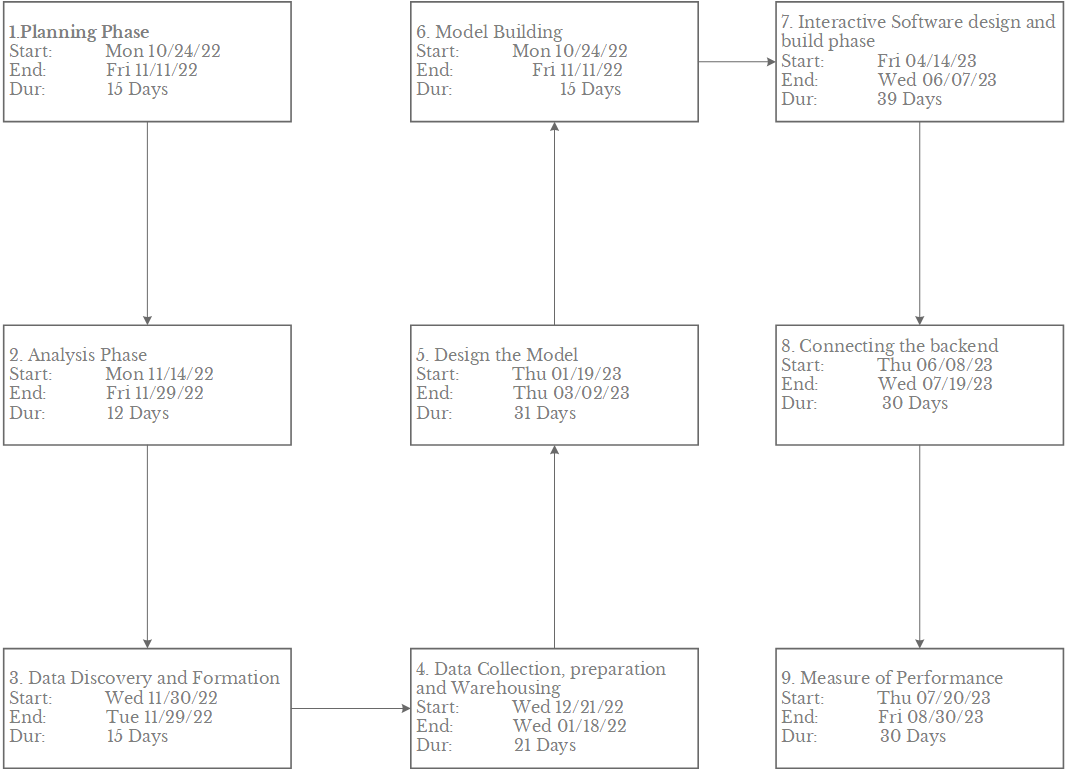 1.Planning Phase
Start: Mon 10/24/22
End: Fri 11/11/22
Dur: 15 Days
2. Analysis Phase
Start: Mon 11/14/22
End: Fri 11/29/22
Dur: 12 Days
3. Data Discovery and Formation
Start: Wed 11/30/22
End: Tue 11/29/22
Dur: 15 Days
4. Data Collection, preparation
and Warehousing
Start: Wed 12/21/22
End: Wed 01/18/22
Dur: 21 Days
5. Design the Model
Start: Thu 01/19/23
End: Thu 03/02/23
Dur: 31 Days
6. Model Building
Start: Mon 10/24/22
End: Fri 11/11/22
Dur: 15 Days
7. Interactive Software design and
build phase
Start: Fri 04/14/23
End: Wed 06/07/23
Dur: 39 Days
8. Connecting the backend
Start: Thu 06/08/23
End: Wed 07/19/23
Dur: 30 Days
9. Measure of Performance
Start: Thu 07/20/23
End: Fri 08/30/23
Dur: 30 Days